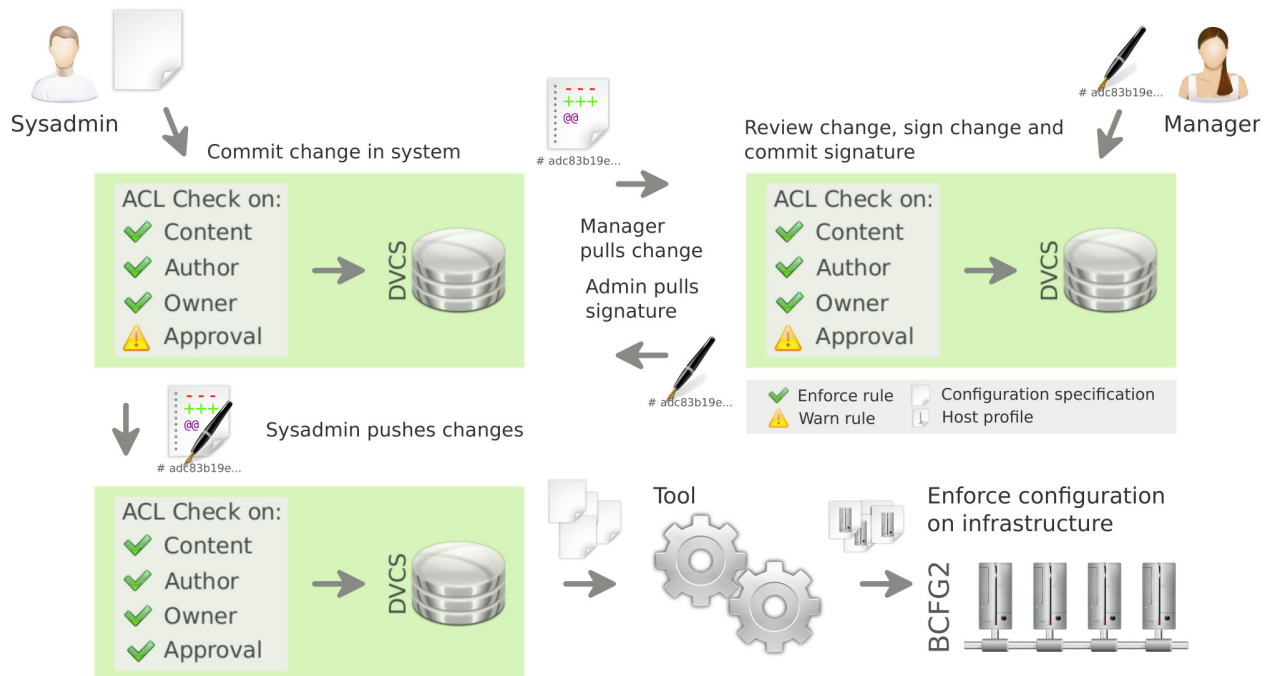 Sysadmin
Commit change in system
ACL Check on:
Content
Author
Owner
Approval
DVCS
- - -
+++
@@
# adc83b19e...
Manager
pulls change
Admin pulls
signature
# adc83b19e...
# adc83b19e...
Manager
Review change, sign change and
commit signature
ACL Check on:
Content
Author
Owner
Approval
DVCS
Enforce rule
Configuration specification
Warn rule
Host profile
- - -
+++
@@
# adc83b19e...
Sysadmin pushes changes
ACL Check on:
Content
Author
Owner
Approval
DVCS
Tool
Enforce configuration
on infrastructure
BCFG2